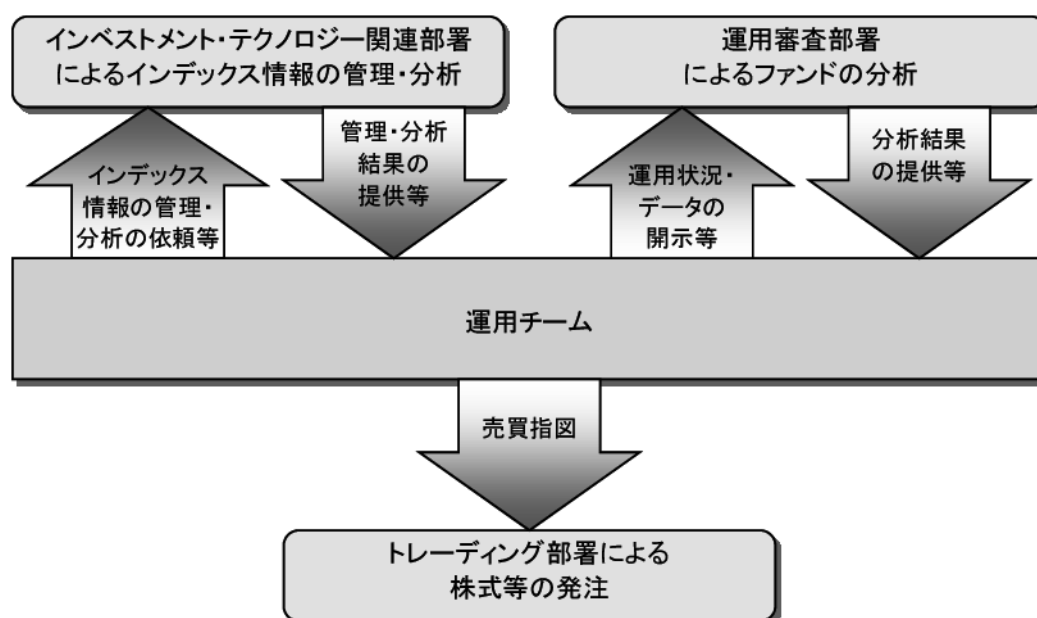 インベストメント・テクノロジー関連部署
によるインデックス情報の管理・分析
運用審査部署
によるファンドの分析
インデックス
情報の管理・
分析の依頼等
管理・分析
結果の
提供等
運用状況・
データの
開示等
分析結果
の提供等
運用チーム
売買指図
トレーディング部署による
株式等の発注